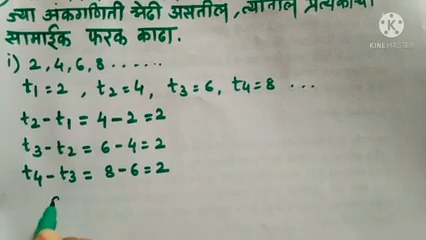 ज्या अंकगणिती श्रेढी असतील, त्यातील प्रत्येकाचा
सामाईक फरक काढा.
i) 2, 4, 6, 8 ......
t₁=2 , t₂=4, t₃=6, t₄=8 ...
t₂-t₁ = 4-2=2
t₃-t₂ = 6-4=2
t₄-t₃ = 8-6=2
KINEMASTER